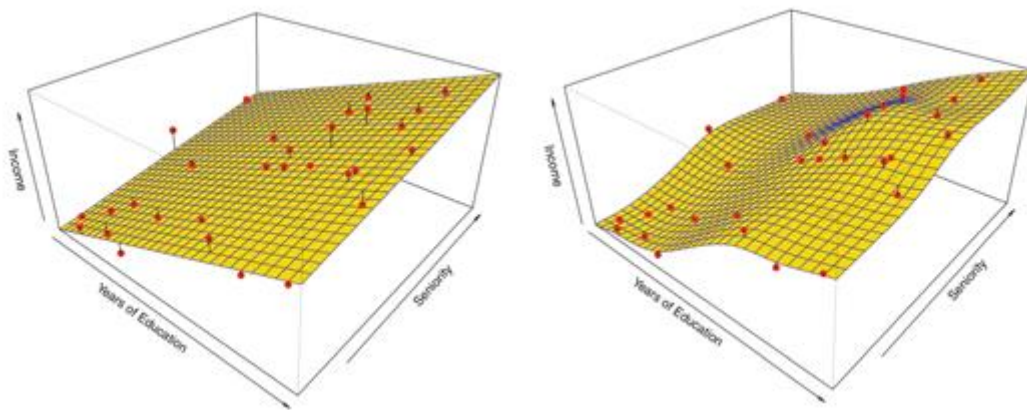 Income
Years of Education
Seniority
Income
Years of Education
Seniority